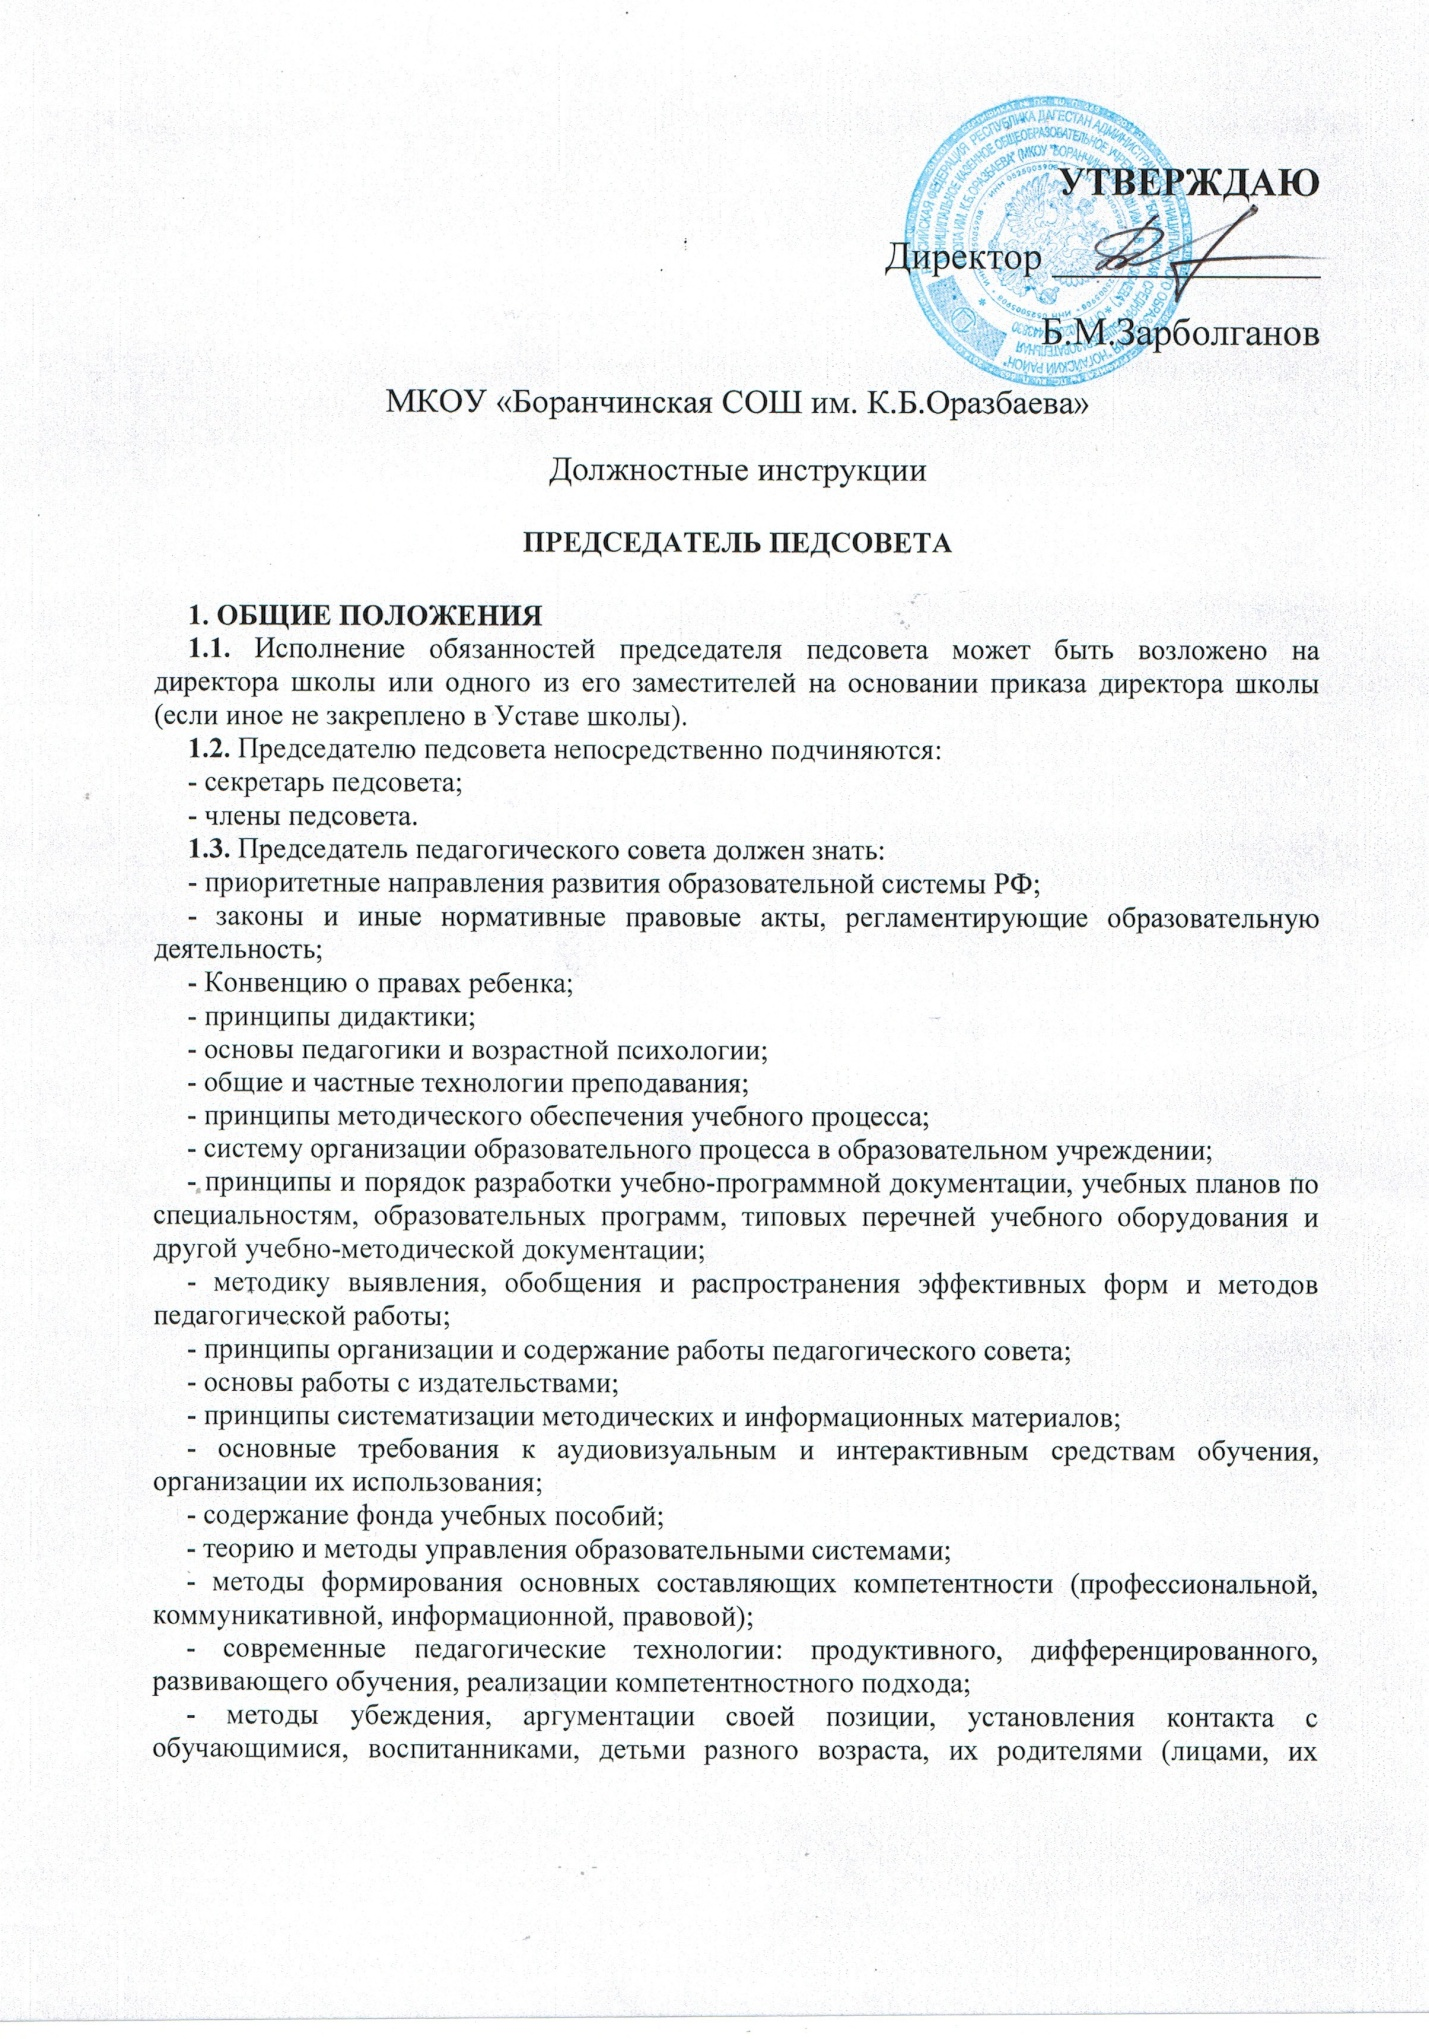 УТВЕРЖДАЮ
Директор
Б.М.Зарболганов
МКОУ «Боранчинская СОШ им. К.Б.Оразбаева»
Должностные инструкции
ПРЕДСЕДАТЕЛЬ ПЕДСОВЕТА
1. ОБЩИЕ ПОЛОЖЕНИЯ
1.1. Исполнение обязанностей председателя педсовета может быть возложено на
директора школы или одного из его заместителей на основании приказа директора школы
(если иное не закреплено в Уставе школы).
1.2. Председателю педсовета непосредственно подчиняются:
- секретарь педсовета;
- члены педсовета.
1.3. Председатель педагогического совета должен знать:
- приоритетные направления развития образовательной системы РФ;
- законы и иные нормативные правовые акты, регламентирующие образовательную
деятельность;
- Конвенцию о правах ребенка;
- принципы дидактики;
- основы педагогики и возрастной психологии;
- общие и частные технологии преподавания;
- принципы методического обеспечения учебного процесса;
- систему организации образовательного процесса в образовательном учреждении;
- принципы и порядок разработки учебно-программной документации, учебных планов по
специальностям, образовательных программ, типовых перечней учебного оборудования и
другой учебно-методической документации;
- методику выявления, обобщения и распространения эффективных форм и методов
педагогической работы;
- принципы организации и содержание работы педагогического совета;
- основы работы с издательствами;
- принципы систематизации методических и информационных материалов;
- основные требования к аудиовизуальным и интерактивным средствам обучения,
организации их использования;
- содержание фонда учебных пособий;
- теорию и методы управления образовательными системами;
- методы формирования основных составляющих компетентности (профессиональной,
коммуникативной, информационной, правовой);
- современные педагогические технологии: продуктивного, дифференцированного,
развивающего обучения, реализации компетентностного подхода;
- методы убеждения, аргументации своей позиции, установления контакта с
обучающимися, воспитанниками, детьми разного возраста, их родителями (лицами, их